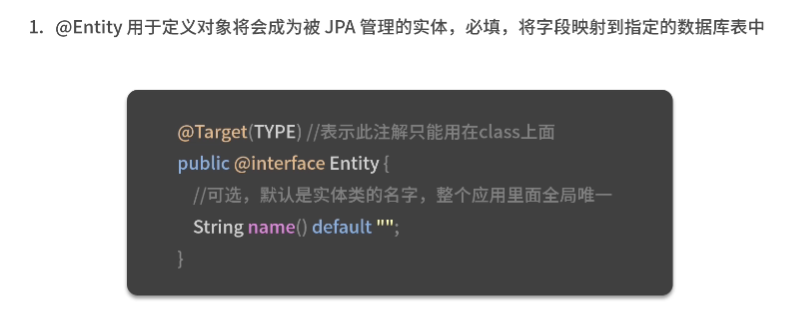 1. @Entity 用于定义对象将会成为被 JPA 管理的实体，必填，将字段映射到指定的数据库表中
@Target(TYPE) //表示此注解只能用在class上面
public @interface Entity {
//可选，默认是实体类的名字，整个应用里面全局唯一
String name() default "";
}